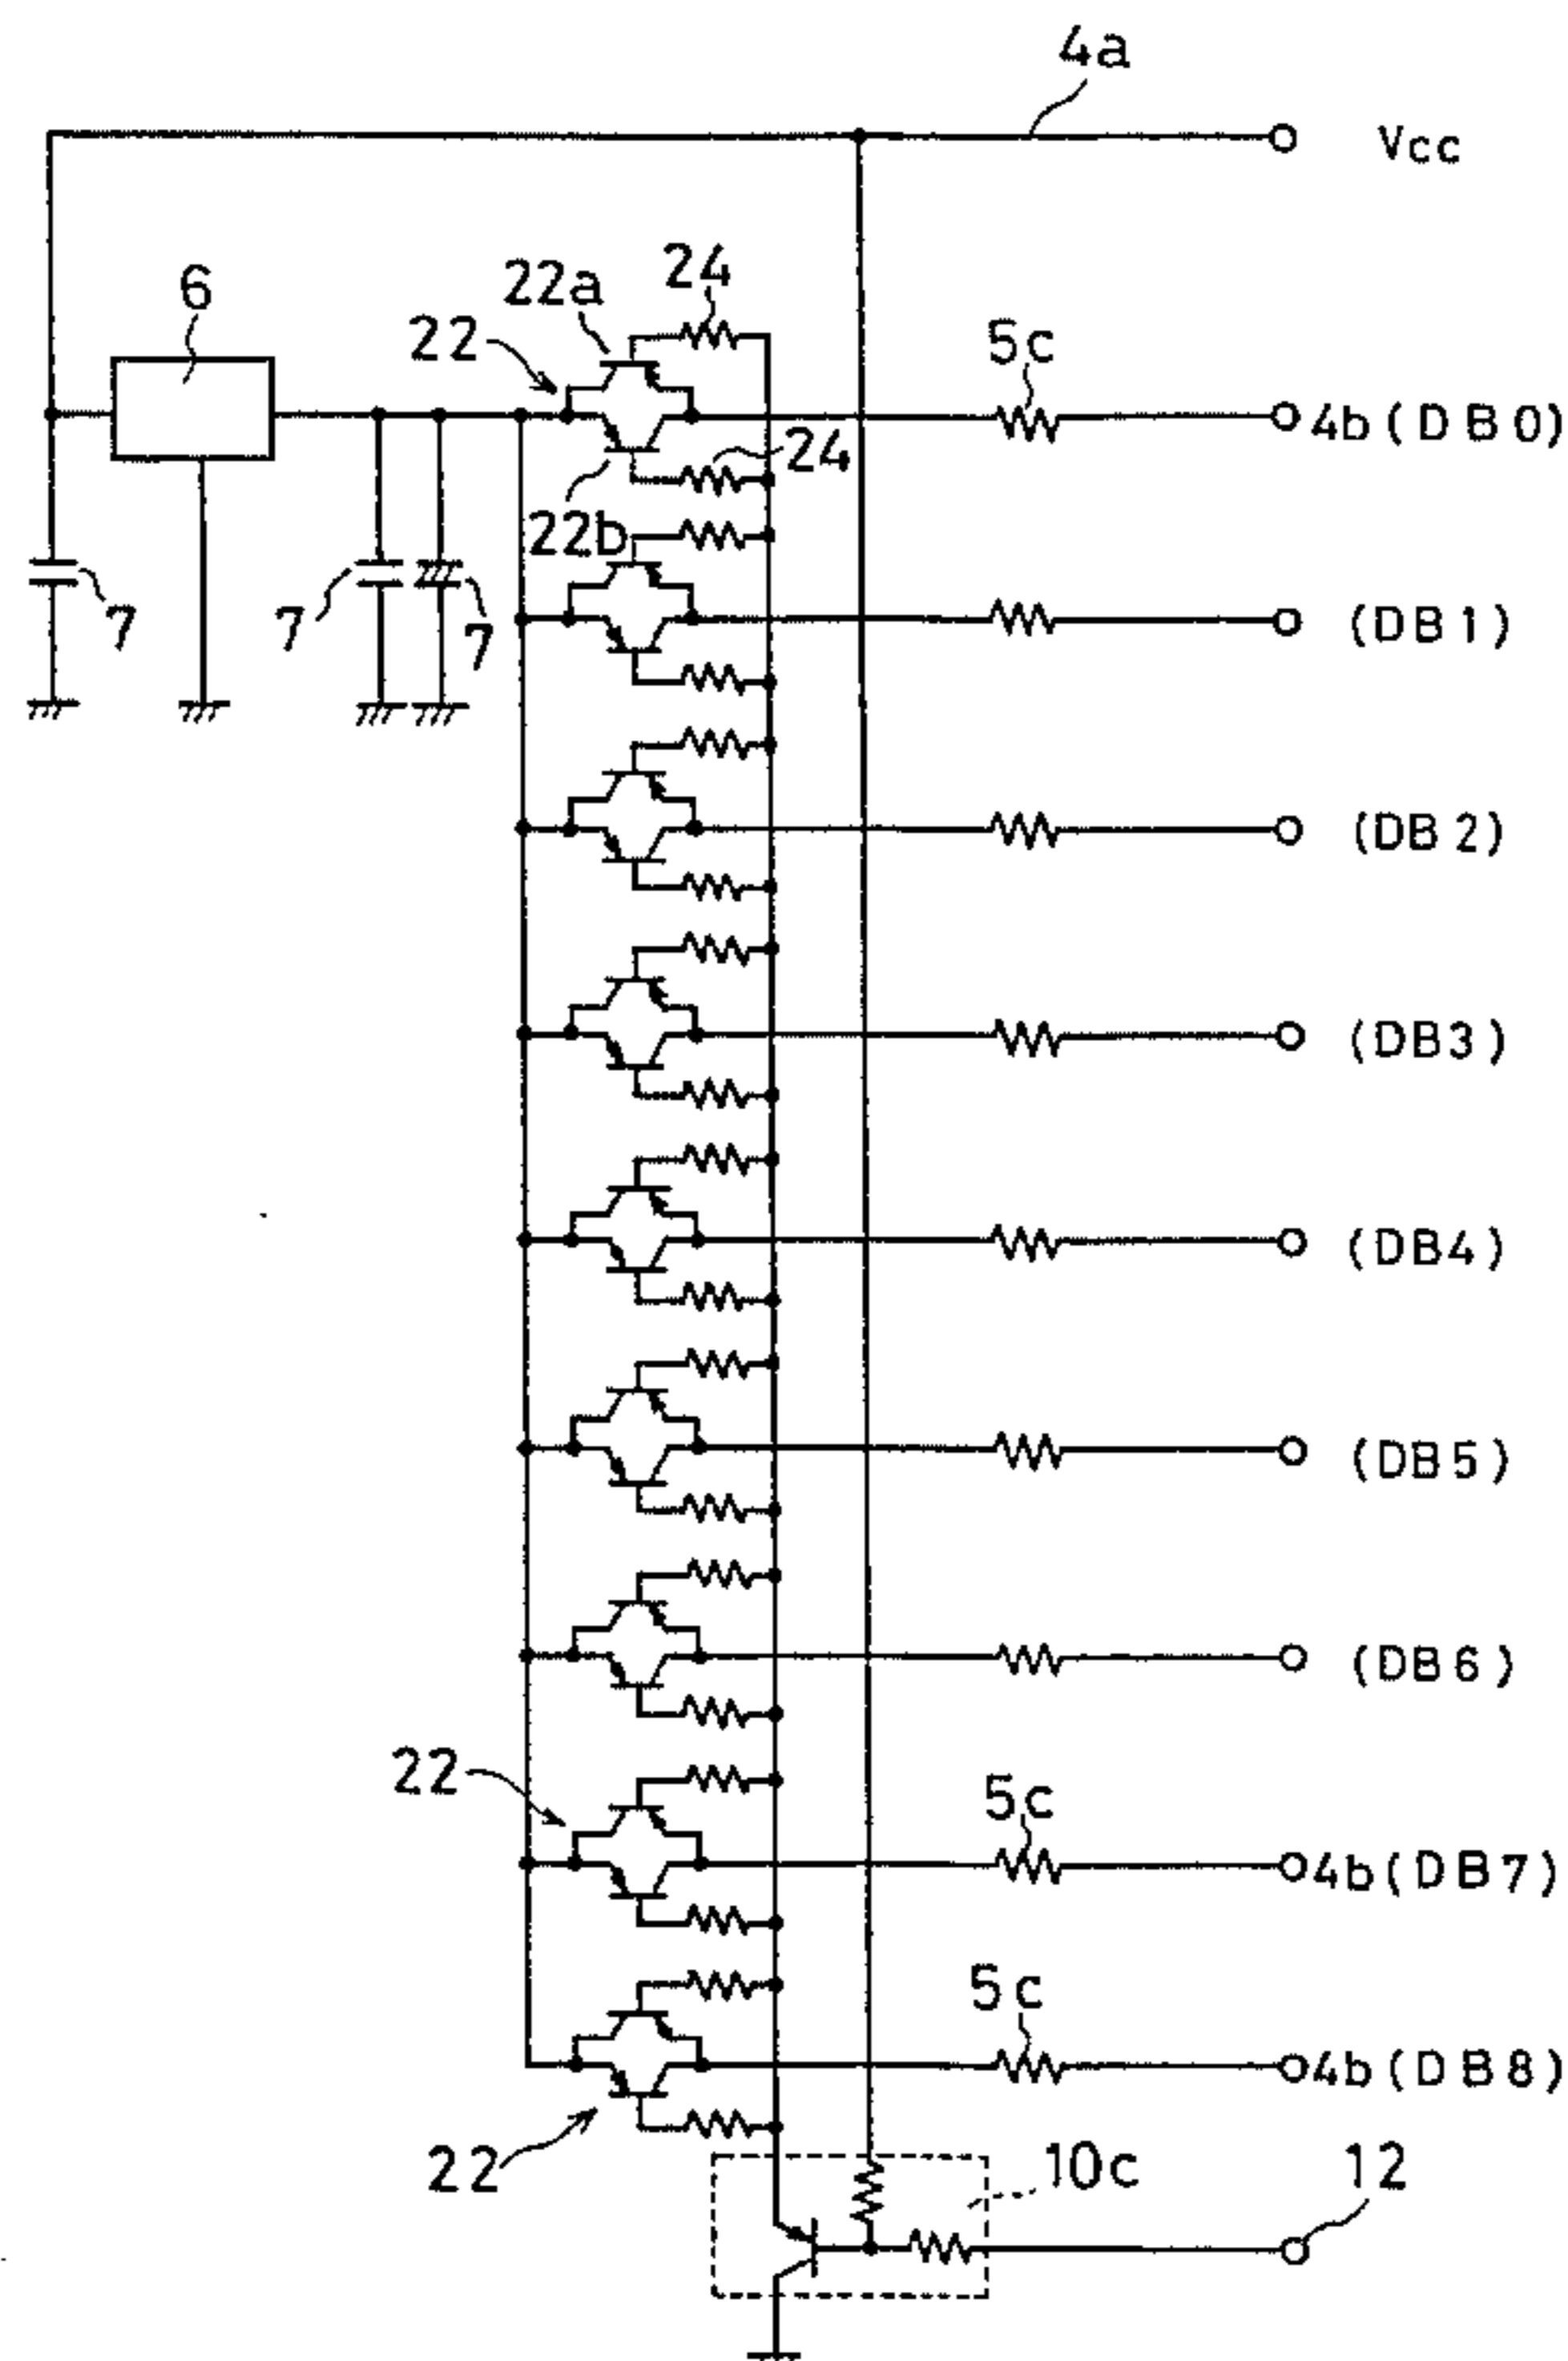 4a
Vcc
6
22a
24
22
5c
4b(DB0)
24
22b
(DB1)
7
7
7
(DB2)
(DB3)
(DB4)
(DB5)
(DB6)
22
5c
4b(DB7)
5c
4b(DB8)
22
10c
12